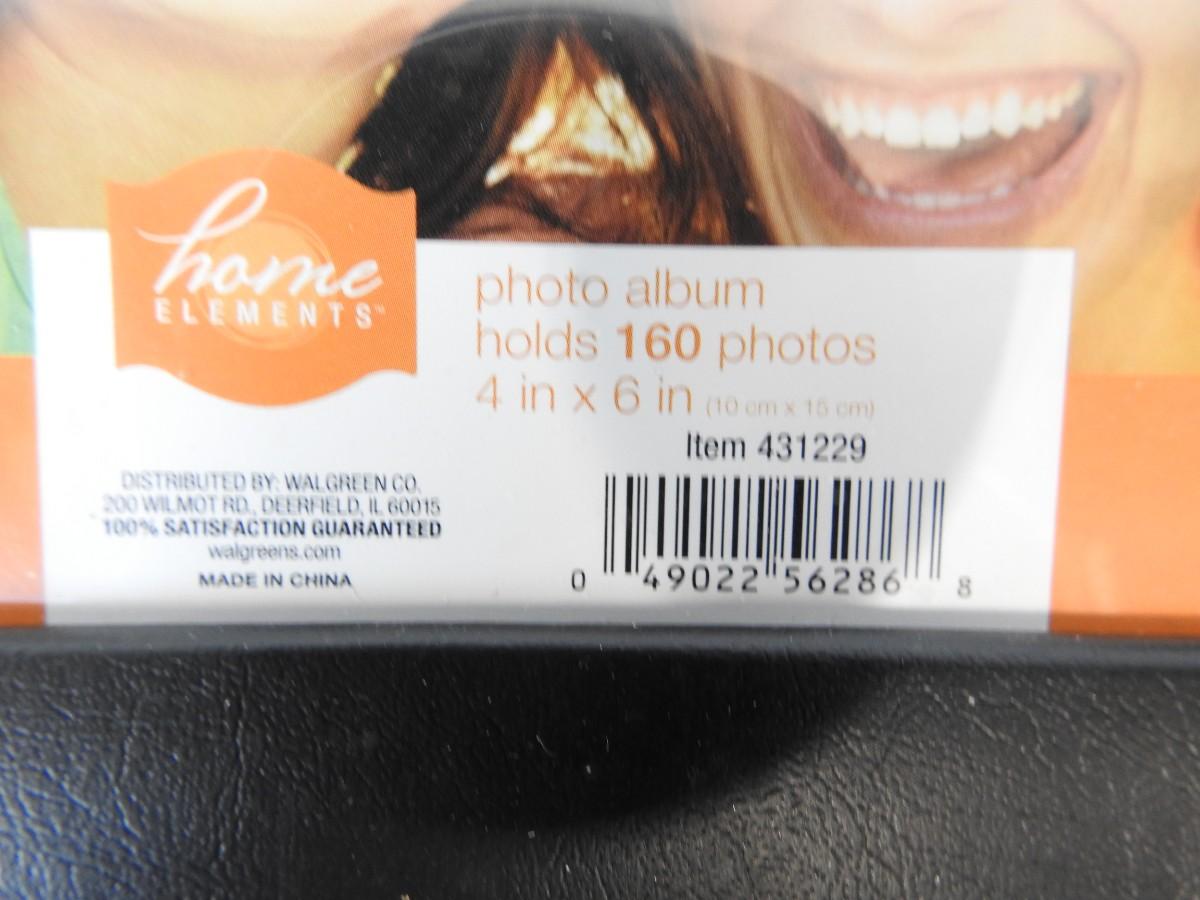 home
ELEMENTS™
photo album
holds 160 photos
4 in x 6 in (10 cm x 15 cm)
Item 431229
DISTRIBUTED BY: WALGREEN CO.
200 WILMOT RD., DEERFIELD, IL 60015
100% SATISFACTION GUARANTEED
walgreens.com
MADE IN CHINA
0 49022 56286 8